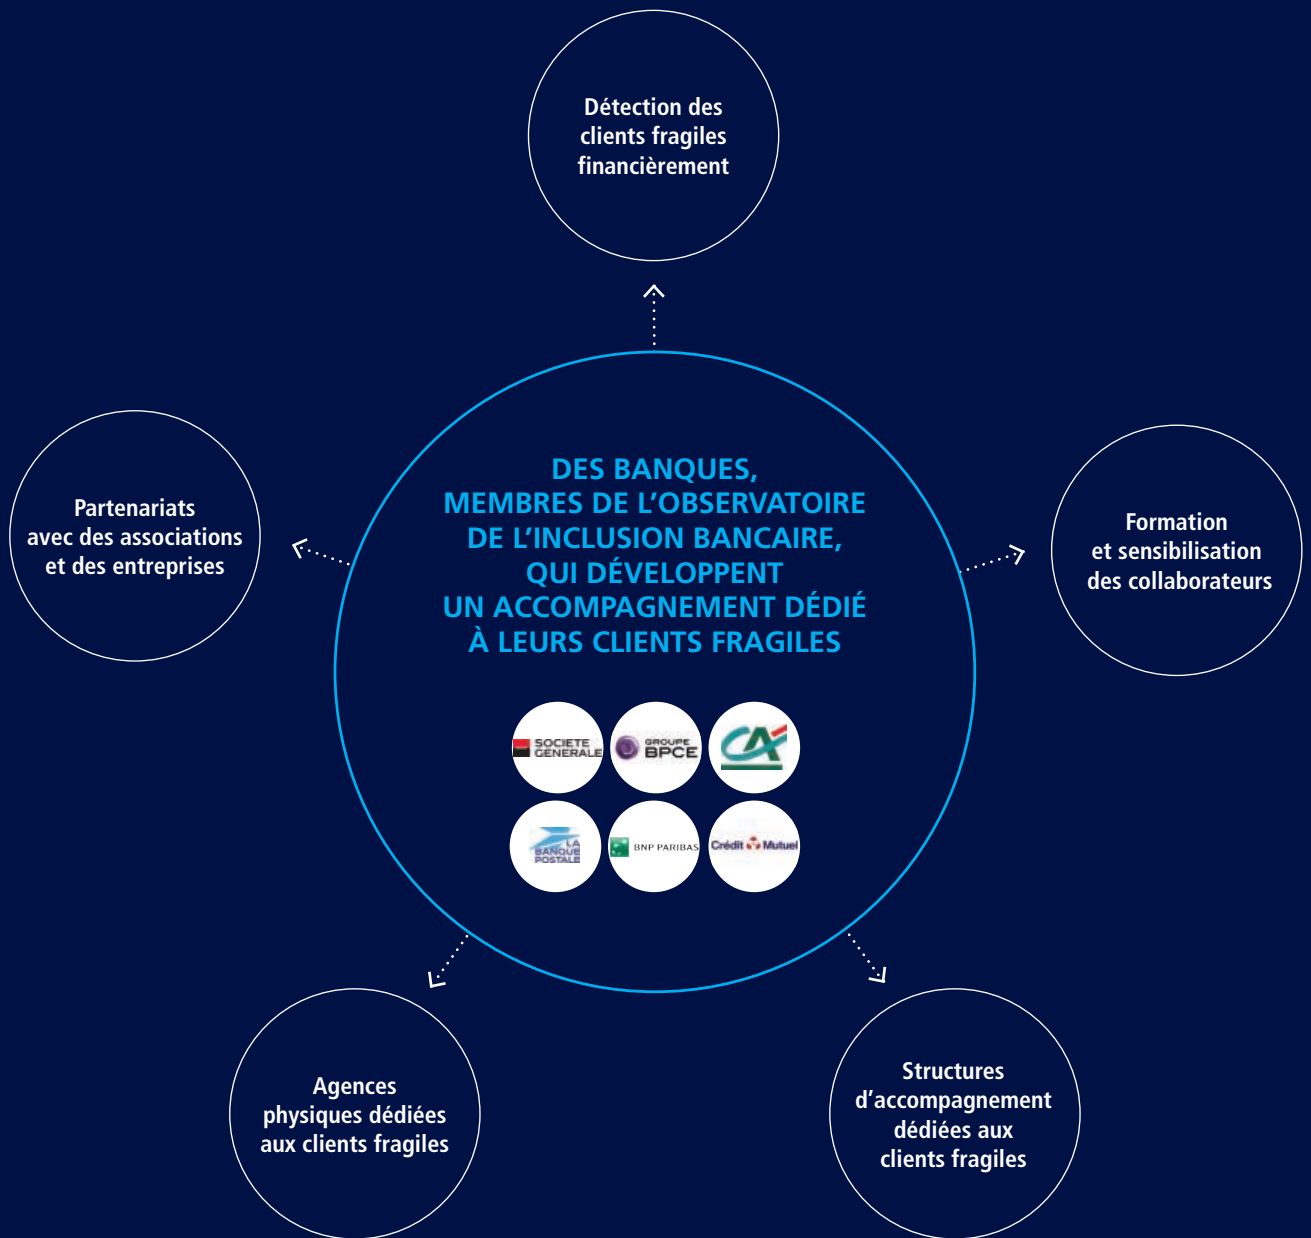 Détection des
clients fragiles
financièrement
Partenariats
avec des associations
et des entreprises
DES BANQUES,
MEMBRES DE L’OBSERVATOIRE
DE L’INCLUSION BANCAIRE,
QUI DÉVELOPPENT
UN ACCOMPAGNEMENT DÉDIÉ
À LEURS CLIENTS FRAGILES
Formation
et sensibilisation
des collaborateurs
SOCIETE
GENERALE
GROUPE
BPCE
CA
LA
BANQUE
POSTALE
BNP PARIBAS
Crédit Mutuel
Agences
physiques dédiées
aux clients fragiles
Structures
d’accompagnement
dédiées aux
clients fragiles